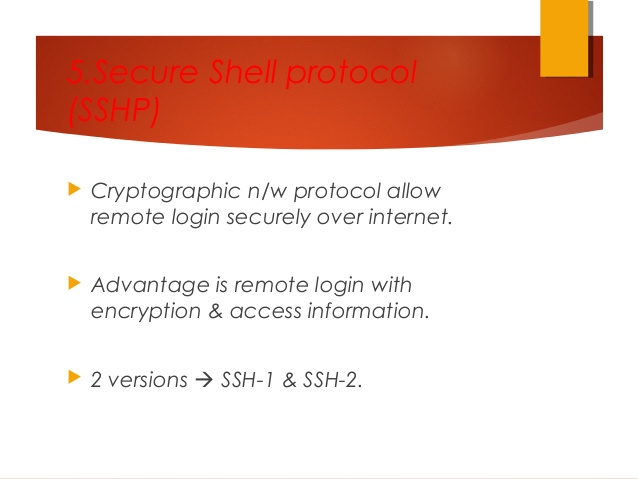 5.Secure Shell protocol
(SSHP)
Cryptographic n/w protocol allow
remote login securely over internet.
Advantage is remote login with
encryption & access information.
2 versions → SSH-1 & SSH-2.